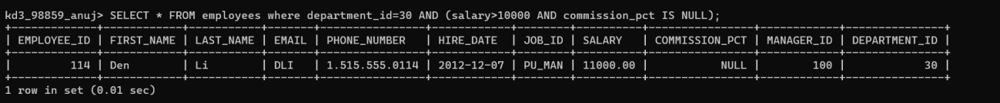 kd3_98859_anuj> SELECT * FROM employees where department_id=30 AND (salary>10000 AND commission_pct IS NULL);
+-------------+------------+-----------+-------+----------------+------------+--------+----------+----------------+------------+---------------+
| EMPLOYEE_ID | FIRST_NAME | LAST_NAME | EMAIL | PHONE_NUMBER   | HIRE_DATE  | JOB_ID | SALARY   | COMMISSION_PCT | MANAGER_ID | DEPARTMENT_ID |
+-------------+------------+-----------+-------+----------------+------------+--------+----------+----------------+------------+---------------+
|         114 | Den        | Li        | DLI   | 1.515.555.0114 | 2012-12-07 | PU_MAN | 11000.00 |           NULL |        100 |            30 |
+-------------+------------+-----------+-------+----------------+------------+--------+----------+----------------+------------+---------------+
1 row in set (0.01 sec)